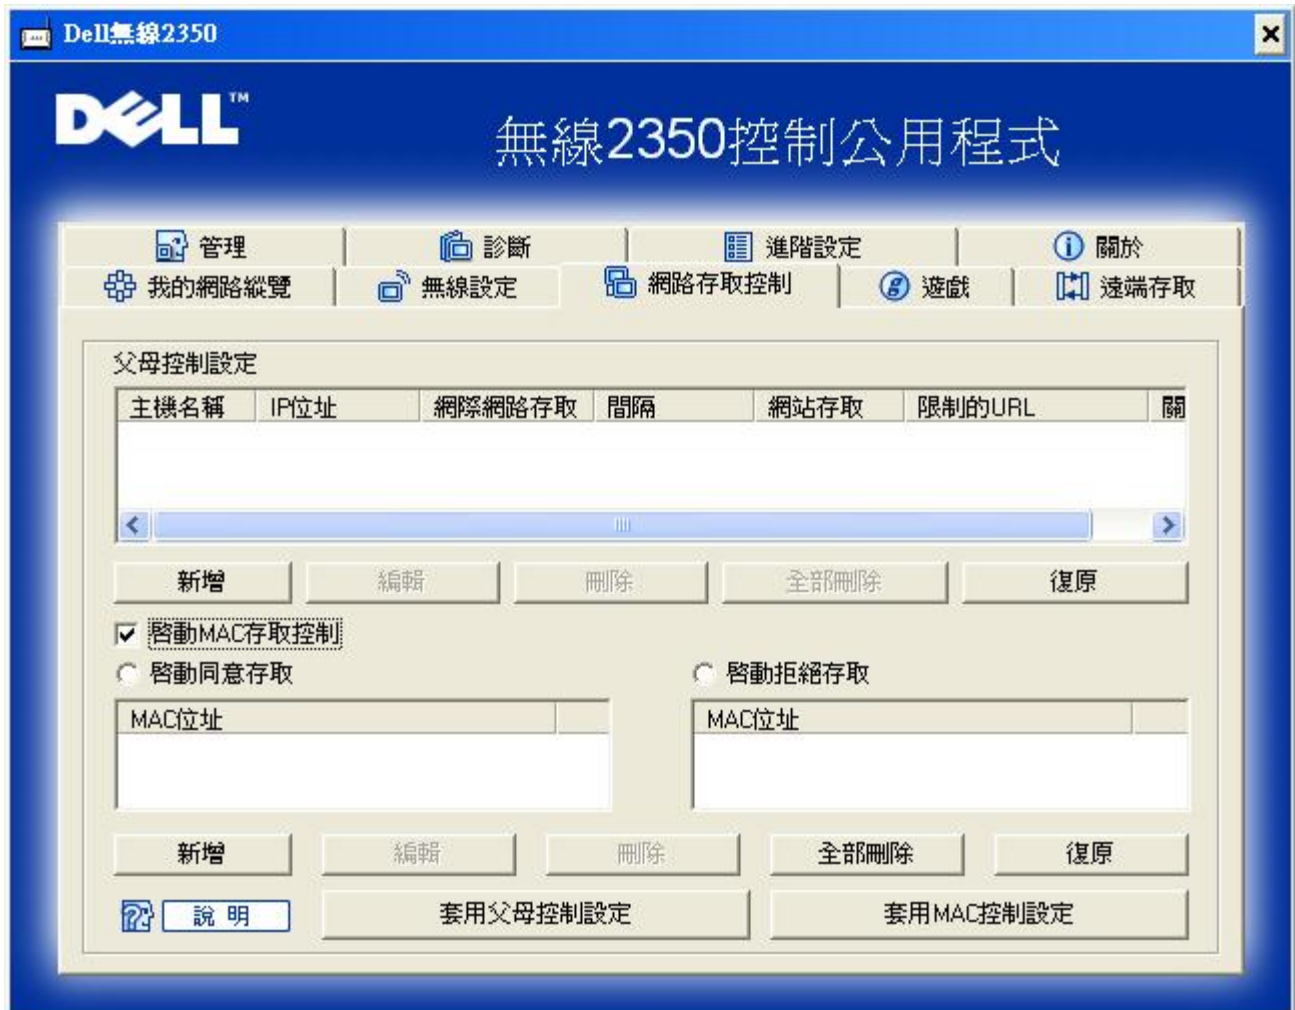 Dell無線2350
DELL™
無線2350控制公用程式
管理 診斷 進階設定 關於
我的網路縱覽 無線設定 網路存取控制 遊戲 遠端存取
父母控制設定
主機名稱 IP位址 網際網路存取 間隔 網站存取 限制的URL 關
新增 編輯 刪除 全部刪除 復原
啓動MAC存取控制
啓動同意存取 啓動拒絕存取
MAC位址 MAC位址
新增 編輯 刪除 全部刪除 復原
說明 套用父母控制設定 套用MAC控制設定